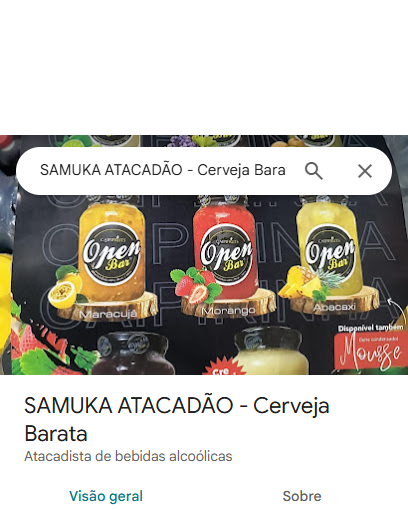 SAMUKA ATACADÃO - Cerveja Bara
CAIPIRINHA
Open
Bar
Open
Bar
Open
Bar
Maracujá
Morango
Abacaxi
Disponível também
Mousse
SAMUKA ATACADÃO - Cerveja
Barata
Atacadista de bebidas alcoólicas
Visão geral
Sobre